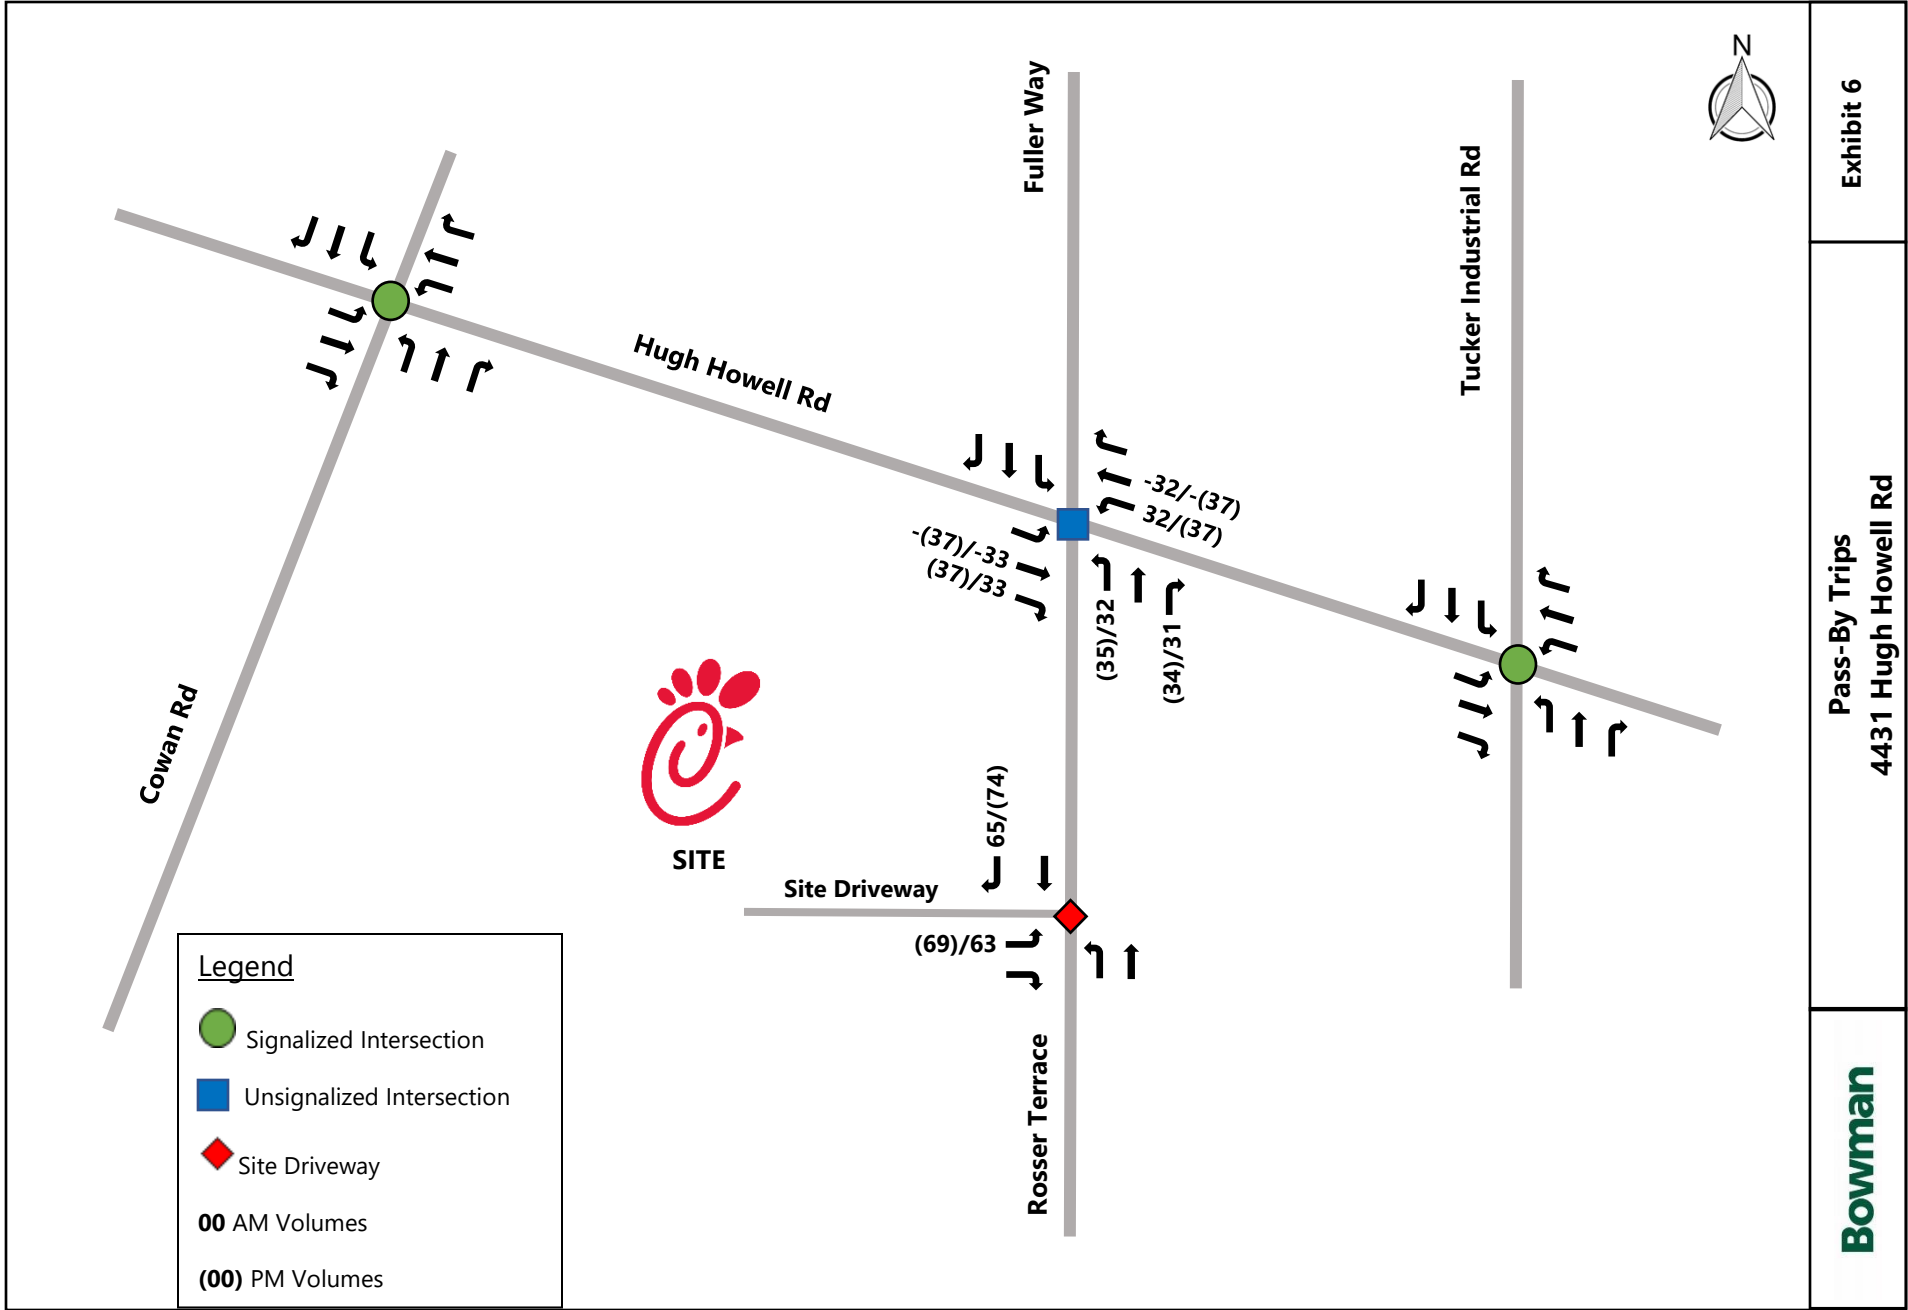 N
Fuller Way
Tucker Industrial Rd
Hugh Howell Rd
Cowan Rd
-32/-(37)
32/(37)
-(37)/-33
(37)/33
(35)/32
(34)/31
SITE
65/(74)
Site Driveway
(69)/63
Rosser Terrace
Legend
Signalized Intersection
Unsignalized Intersection
Site Driveway
00 AM Volumes
(00) PM Volumes
Exhibit 6
Pass-By Trips
4431 Hugh Howell Rd
Bowman